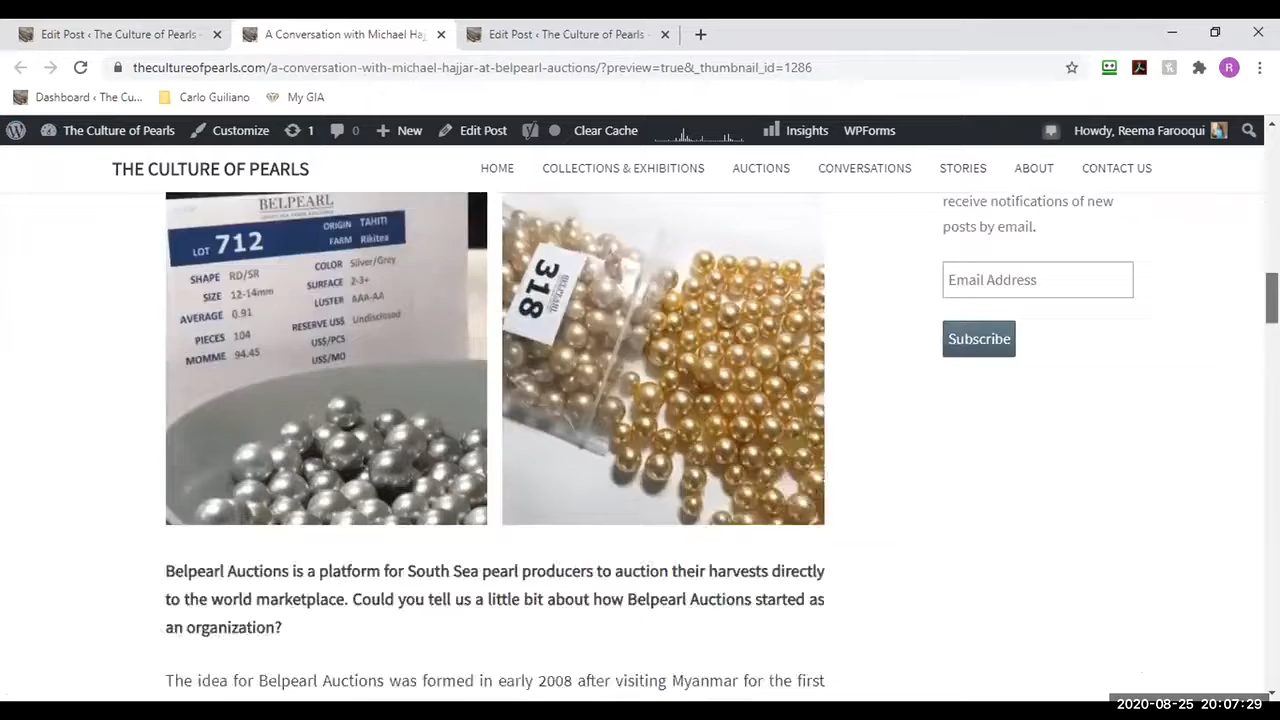 Edit Post ‹ The Culture of Pearls
A Conversation with Michael Haj
Edit Post ‹ The Culture of Pearls
thecultureofpearls.com/a-conversation-with-michael-hajjar-at-belpearl-auctions/?preview=true&_thumbnail_id=1286
R
Dashboard ‹ The Cu...
Carlo Guiliano
My GIA
The Culture of Pearls
Customize
1
0
New
Edit Post
Clear Cache
Insights
WPForms
Howdy, Reema Farooqui
THE CULTURE OF PEARLS
HOME
COLLECTIONS & EXHIBITIONS
AUCTIONS
CONVERSATIONS
STORIES
ABOUT
CONTACT US
BELPEARL
LOT 712
ORIGIN TAHITI
FARM Rikitea
SHAPE RD/SR
SIZE 12-14mm
AVERAGE 0.91
PIECES 104
MOMME 94.45
COLOR Silver/Grey
SURFACE 2-3+
LUSTER AAA-AA
RESERVE US$ Undisclosed
US$/PCS
US$/MO
318
BELPEARL
receive notifications of new
posts by email.
Email Address
Subscribe
Belpearl Auctions is a platform for South Sea pearl producers to auction their harvests directly
to the world marketplace. Could you tell us a little bit about how Belpearl Auctions started as
an organization?
The idea for Belpearl Auctions was formed in early 2008 after visiting Myanmar for the first
2020-08-25 20:07:29